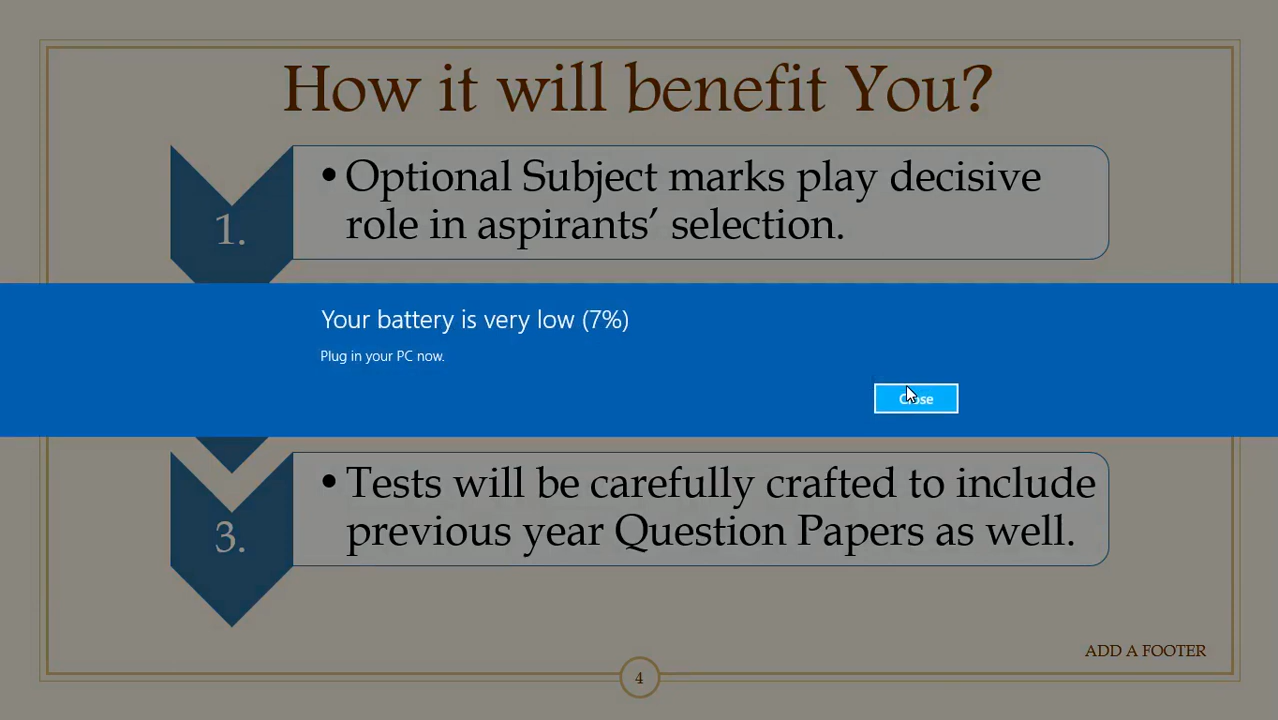 How it will benefit You?
1.
• Optional Subject marks play decisive
role in aspirants’ selection.
Your battery is very low (7%)
Plug in your PC now.
Close
3.
• Tests will be carefully crafted to include
previous year Question Papers as well.
ADD A FOOTER
4